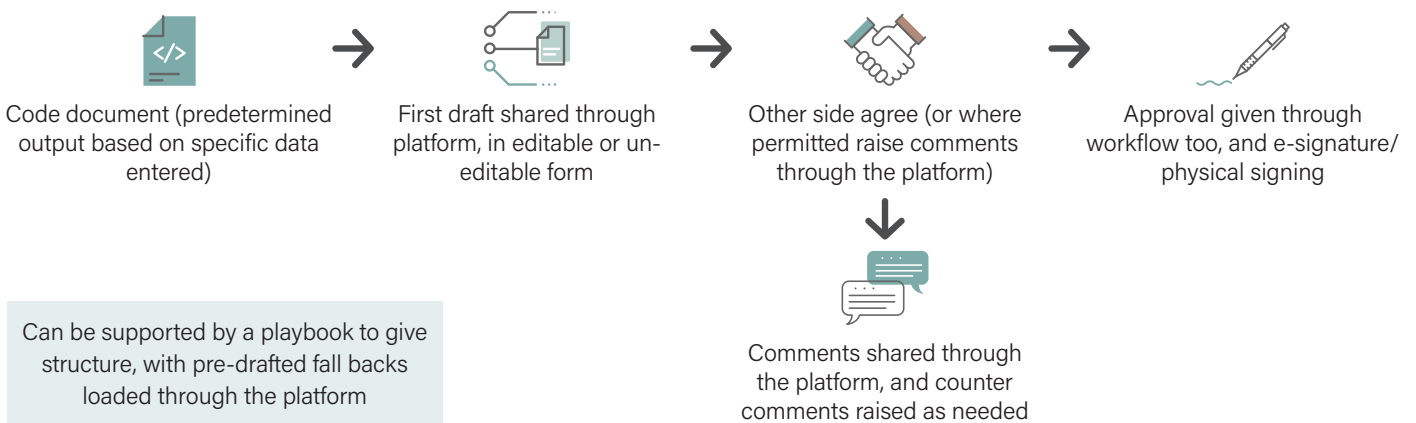 </>
Code document (predetermined
output based on specific data
entered)
First draft shared through
platform, in editable or un-
editable form
Other side agree (or where
permitted raise comments
through the platform)
Approval given through
workflow too, and e-signature/
physical signing
Can be supported by a playbook to give
structure, with pre-drafted fall backs
loaded through the platform
Comments shared through
the platform, and counter
comments raised as needed